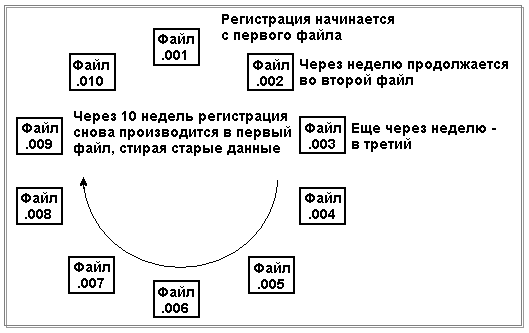 Регистрация начинается
с первого файла
Файл
.001
Файл
.010
Файл
.002
Через неделю продолжается
во второй файл
Через 10 недель регистрация
снова производится в первый
файл, стирая старые данные
Файл
.009
Файл
.003
Еще через неделю -
в третий
Файл
.008
Файл
.004
Файл
.007
Файл
.005
Файл
.006